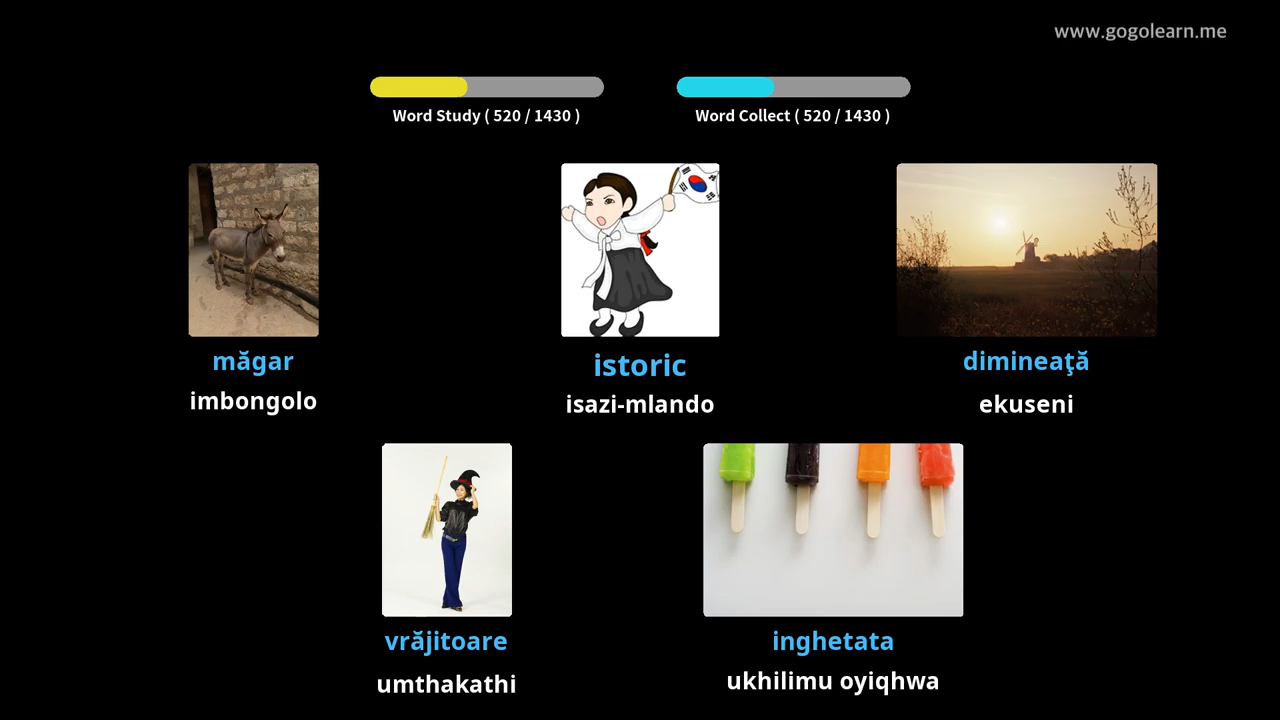 www.gogolearn.me
Word Study ( 520 / 1430 )
Word Collect ( 520 / 1430 )
măgar
imbongolo
istoric
isazi-mlando
dimineaţă
ekuseni
vrăjitoare
umthakathi
inghetata
ukhilimu oyiqhwa